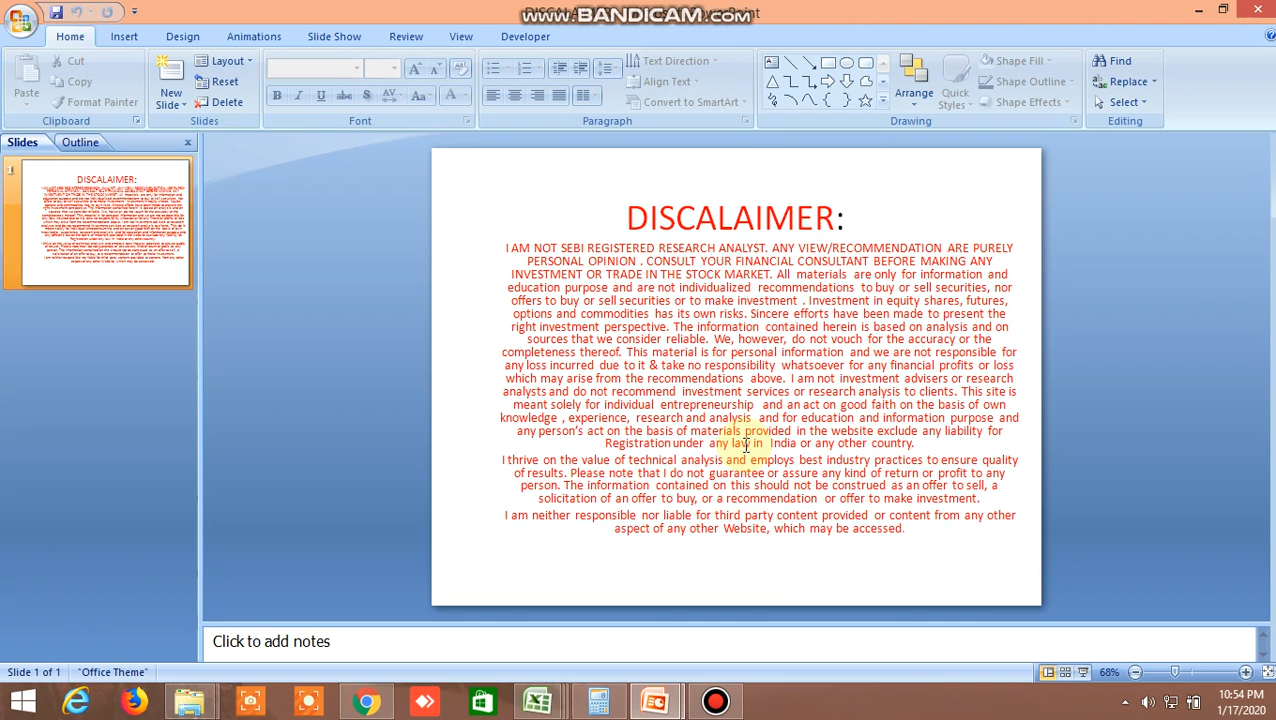 www.BANDICAM.com
Home Insert Design Animations Slide Show Review View Developer
Paste
Cut
Copy
Format Painter
Clipboard
New Slide
Layout
Reset
Delete
Slides
Font
Text Direction
Align Text
Convert to SmartArt
Paragraph
Arrange
Quick Styles
Shape Fill
Shape Outline
Shape Effects
Drawing
Find
Replace
Select
Editing
Slides Outline
1
DISCALAIMER:
DISCALAIMER:
I AM NOT SEBI REGISTERED RESEARCH ANALYST. ANY VIEW/RECOMMENDATION ARE PURELY
PERSONAL OPINION . CONSULT YOUR FINANCIAL CONSULTANT BEFORE MAKING ANY
INVESTMENT OR TRADE IN THE STOCK MARKET. All materials are only for information and
education purpose and are not individualized recommendations to buy or sell securities, nor
offers to buy or sell securities or to make investment . Investment in equity shares, futures,
options and commodities has its own risks. Sincere efforts have been made to present the
right investment perspective. The information contained herein is based on analysis and on
sources that we consider reliable. We, however, do not vouch for the accuracy or the
completeness thereof. This material is for personal information and we are not responsible for
any loss incurred due to it & take no responsibility whatsoever for any financial profits or loss
which may arise from the recommendations above. I am not investment advisers or research
analysts and do not recommend investment services or research analysis to clients. This site is
meant solely for individual entrepreneurship and an act on good faith on the basis of own
knowledge , experience, research and analysis and for education and information purpose and
any person's act on the basis of materials provided in the website exclude any liability for
Registration under any law in India or any other country.
I thrive on the value of technical analysis and employs best industry practices to ensure quality
of results. Please note that I do not guarantee or assure any kind of return or profit to any
person. The information contained on this should not be construed as an offer to sell, a
solicitation of an offer to buy, or a recommendation or offer to make investment.
I am neither responsible nor liable for third party content provided or content from any other
aspect of any other Website, which may be accessed.
Click to add notes
Slide 1 of 1 "Office Theme" 68%
10:54 PM
1/17/2020